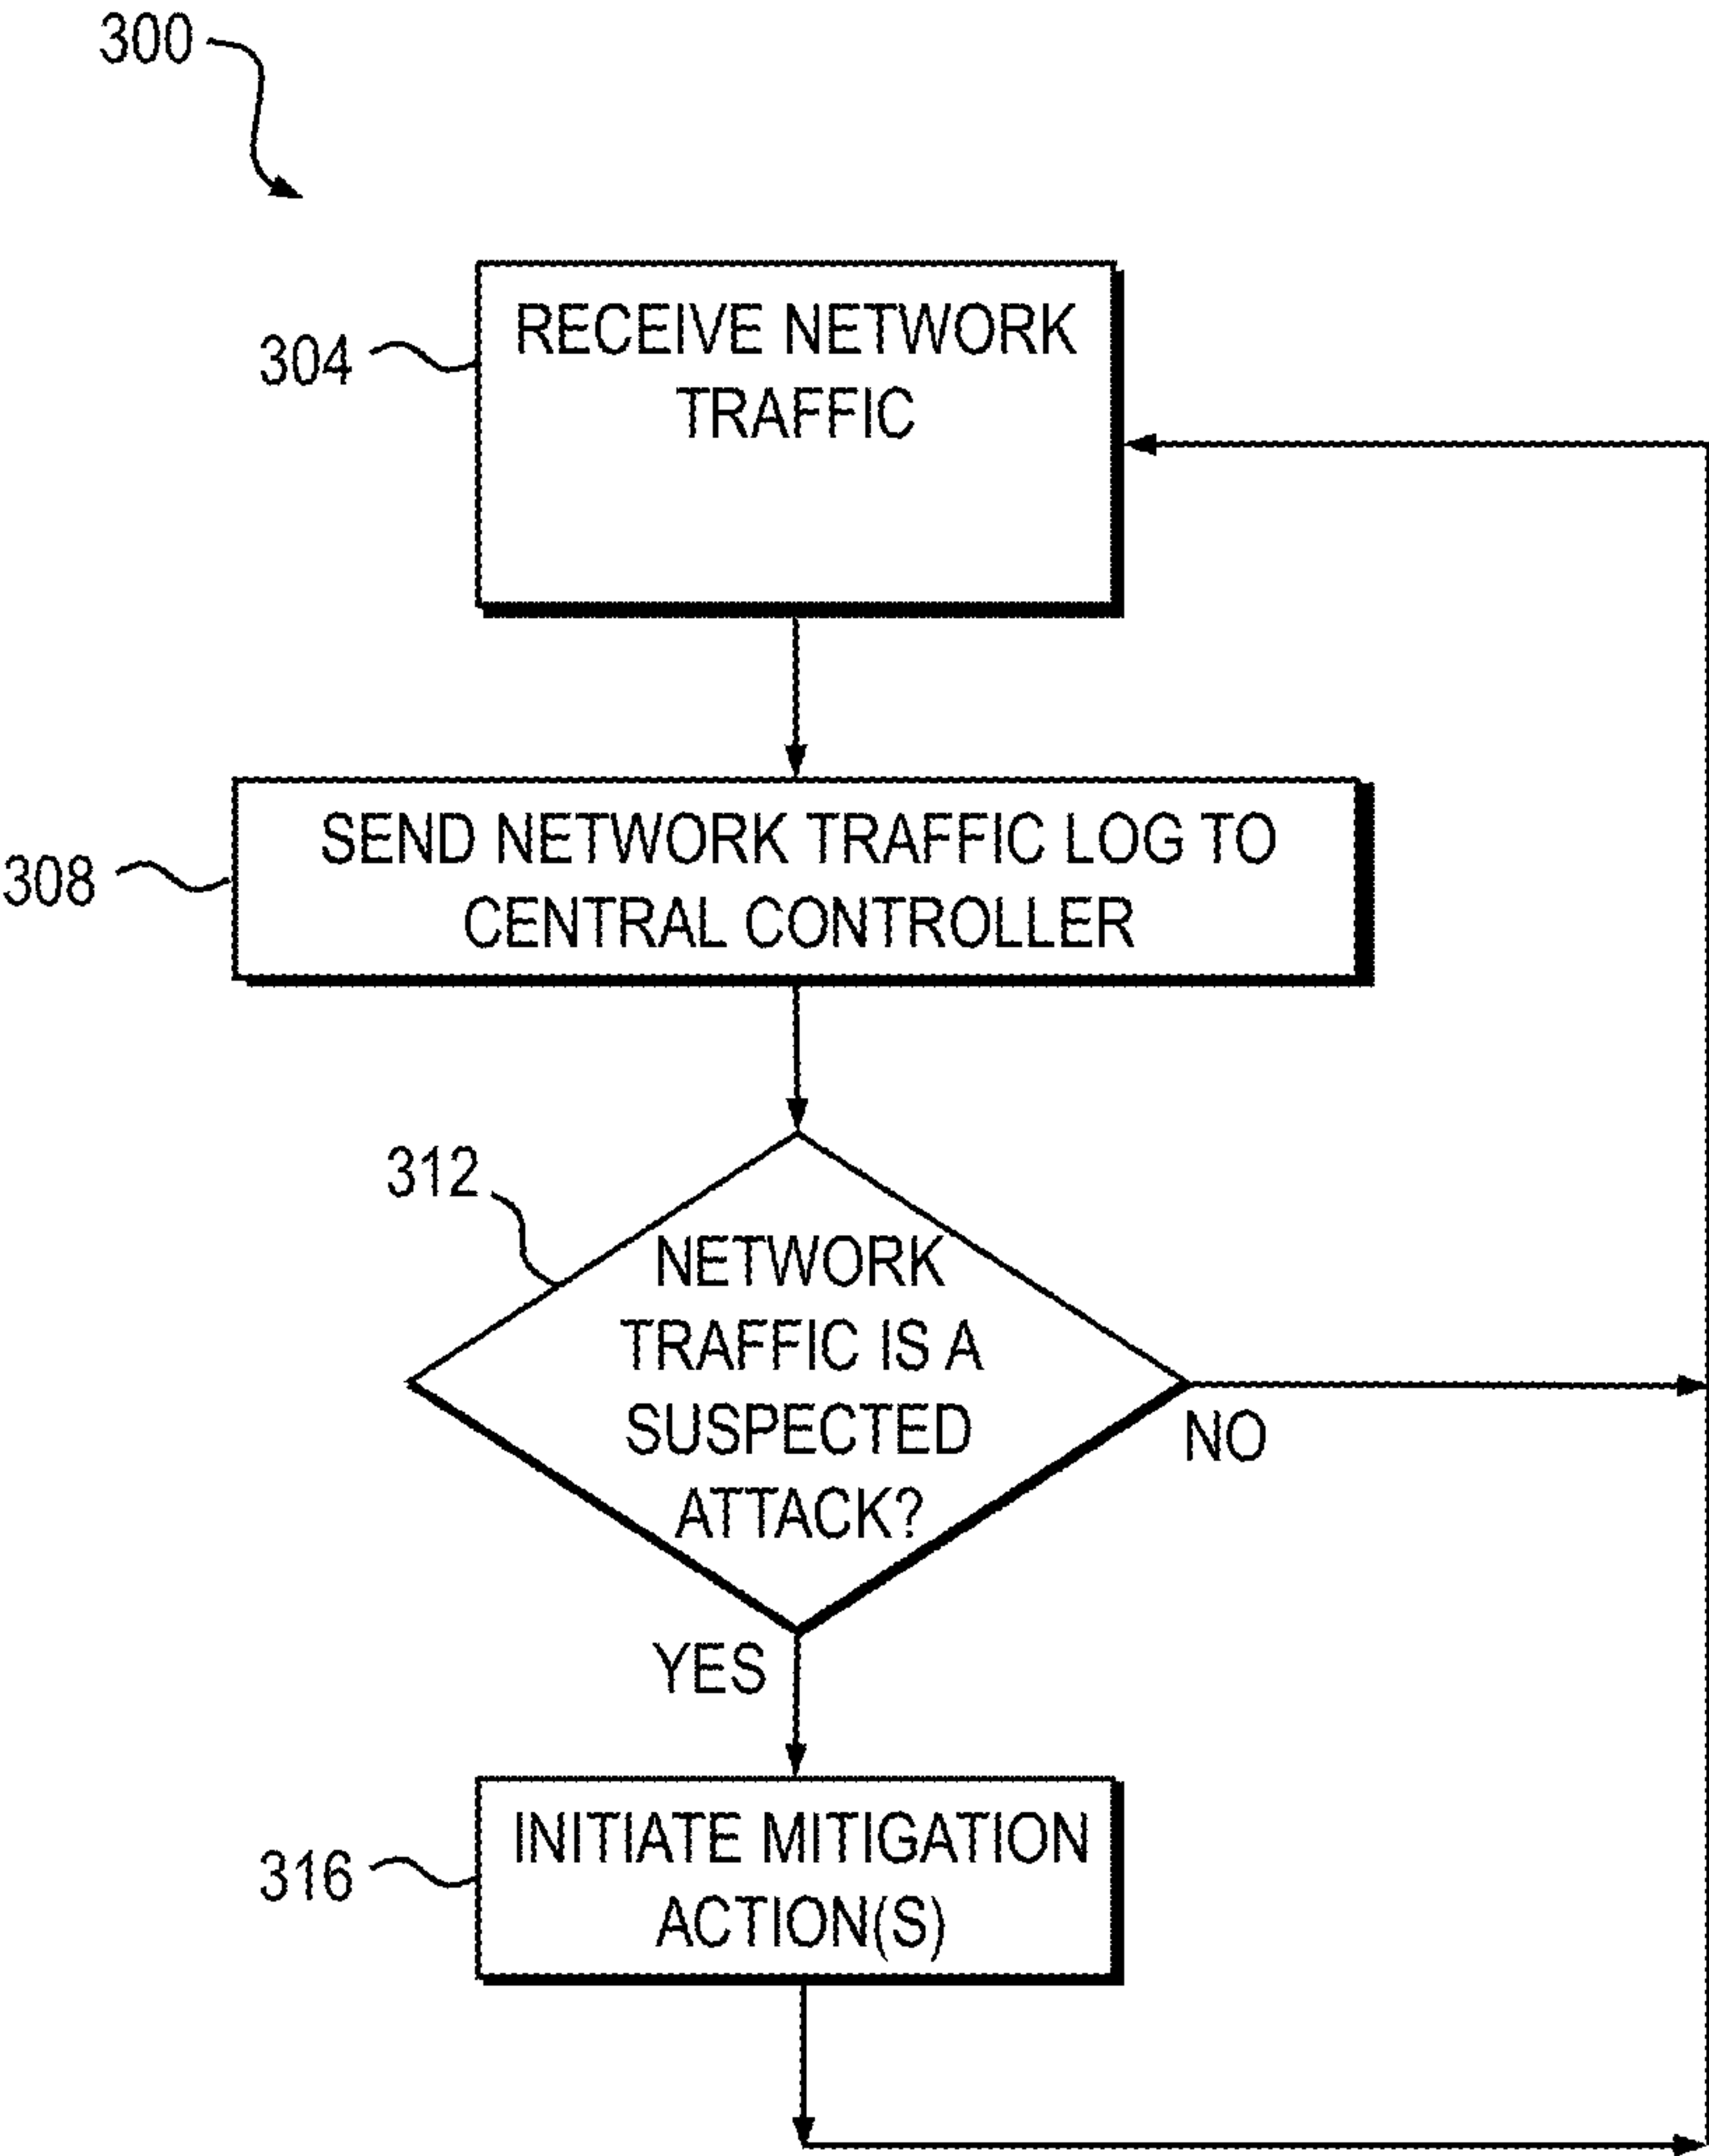 300
304
RECEIVE NETWORK
TRAFFIC
308
SEND NETWORK TRAFFIC LOG TO
CENTRAL CONTROLLER
312
NETWORK
TRAFFIC IS A
SUSPECTED
ATTACK?
NO
YES
316
INITIATE MITIGATION
ACTION(S)